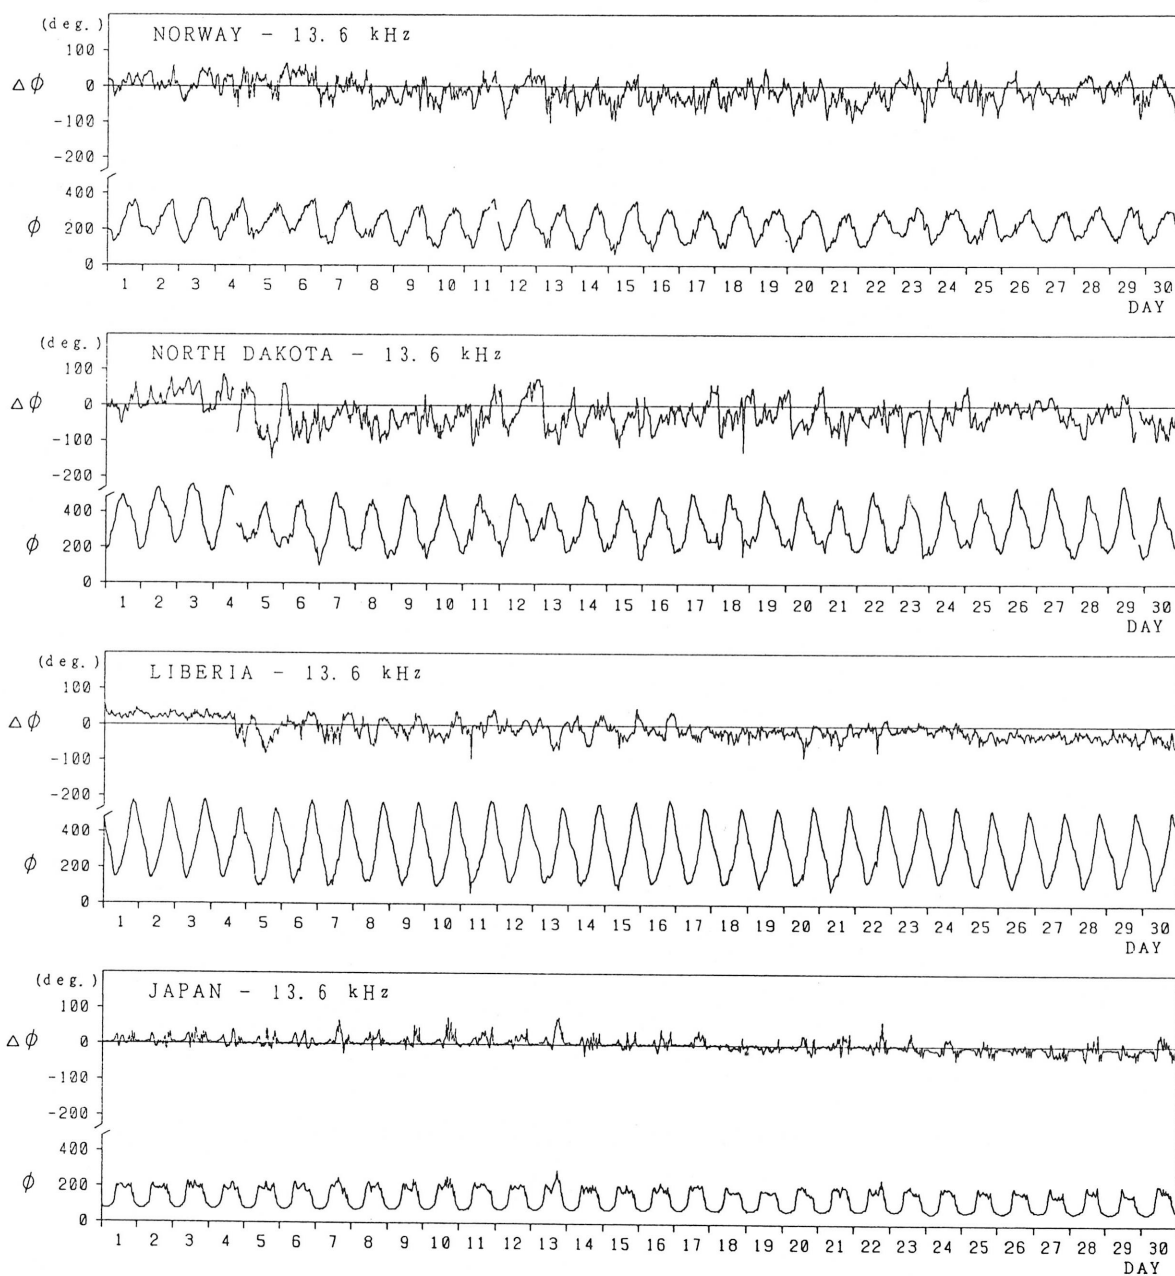 (deg.)
NORWAY - 13.6 kHz
100
Δϕ 0
-100
-200
400
ϕ 200
0
1 2 3 4 5 6 7 8 9 10 11 12 13 14 15 16 17 18 19 20 21 22 23 24 25 26 27 28 29 30
DAY
(deg.)
NORTH DAKOTA - 13.6 kHz
100
Δϕ 0
-100
-200
400
ϕ 200
0
1 2 3 4 5 6 7 8 9 10 11 12 13 14 15 16 17 18 19 20 21 22 23 24 25 26 27 28 29 30
DAY
(deg.)
LIBERIA - 13.6 kHz
100
Δϕ 0
-100
-200
400
ϕ 200
0
1 2 3 4 5 6 7 8 9 10 11 12 13 14 15 16 17 18 19 20 21 22 23 24 25 26 27 28 29 30
DAY
(deg.)
JAPAN - 13.6 kHz
100
Δϕ 0
-100
-200
400
ϕ 200
0
1 2 3 4 5 6 7 8 9 10 11 12 13 14 15 16 17 18 19 20 21 22 23 24 25 26 27 28 29 30
DAY